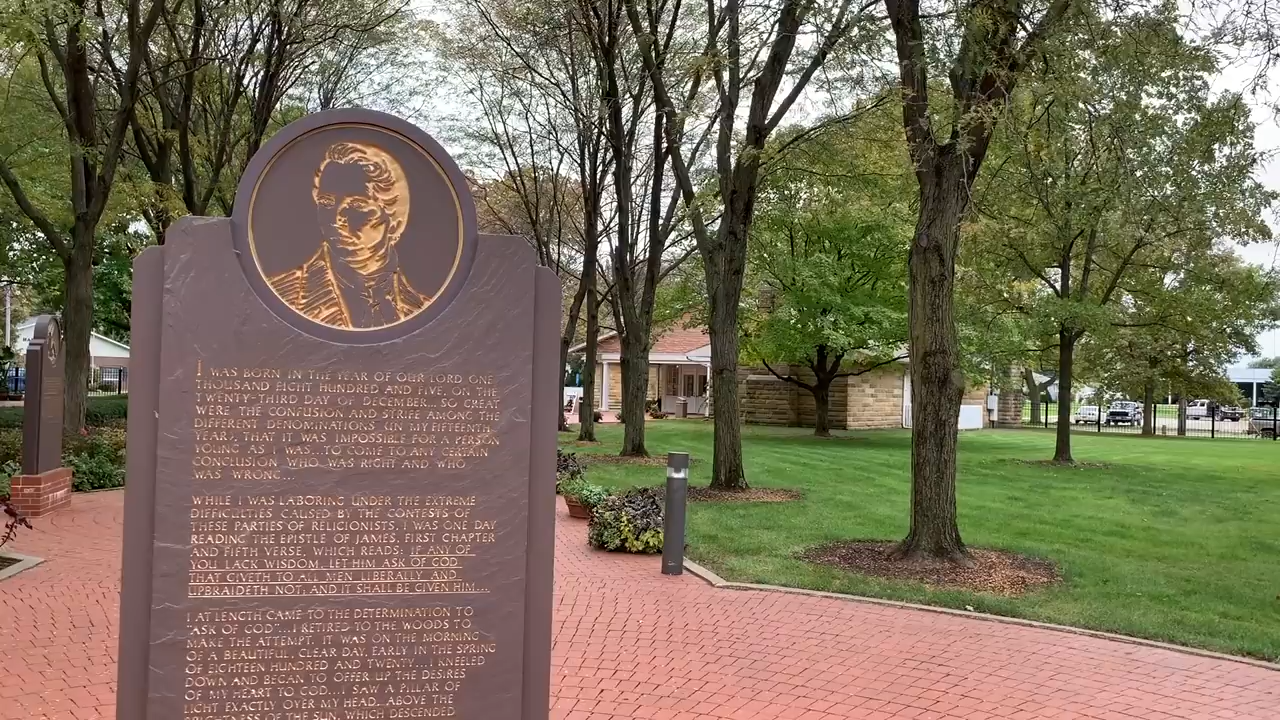 I WAS BORN IN THE YEAR OF OUR LORD ONE
THOUSAND EIGHT HUNDRED AND FIVE, ON THE
TWENTY-THIRD DAY OF DECEMBER...SO GREAT
WERE THE CONFUSION AND STRIFE AMONG THE
DIFFERENT DENOMINATIONS (IN MY FIFTEENTH
YEAR), THAT IT WAS IMPOSSIBLE FOR A PERSON
YOUNG AS I WAS...TO COME TO ANY CERTAIN
CONCLUSION WHO WAS RIGHT AND WHO
WAS WRONG...
WHILE I WAS LABORING UNDER THE EXTREME
DIFFICULTIES CAUSED BY THE CONTESTS OF
THESE PARTIES OF RELIGIONISTS, I WAS ONE DAY
READING THE EPISTLE OF JAMES, FIRST CHAPTER
AND FIFTH VERSE, WHICH READS: IF ANY OF
YOU LACK WISDOM, LET HIM ASK OF GOD,
THAT GIVETH TO ALL MEN LIBERALLY, AND
UPBRAIDETH NOT; AND IT SHALL BE GIVEN HIM...
I AT LENGTH CAME TO THE DETERMINATION TO
"ASK OF GOD"...I RETIRED TO THE WOODS TO
MAKE THE ATTEMPT. IT WAS ON THE MORNING
OF A BEAUTIFUL, CLEAR DAY, EARLY IN THE SPRING
OF EIGHTEEN HUNDRED AND TWENTY...I KNEELED
DOWN AND BEGAN TO OFFER UP THE DESIRES
OF MY HEART TO GOD...I SAW A PILLAR OF
LIGHT EXACTLY OVER MY HEAD, ABOVE THE
BRIGHTNESS OF THE SUN, WHICH DESCENDED